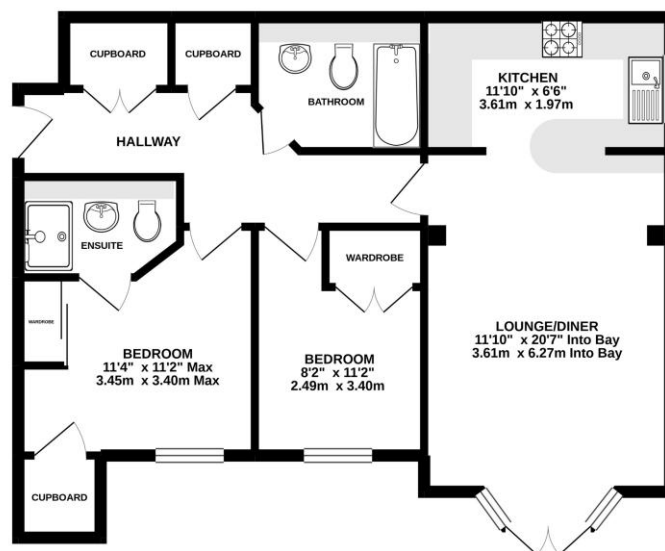 CUPBOARD
CUPBOARD
BATHROOM
KITCHEN
11'10" x 6'6"
3.61m x 1.97m
HALLWAY
ENSUITE
WARDROBE
WARDROBE
BEDROOM
11'4" x 11'2" Max
3.45m x 3.40m Max
BEDROOM
8'2" x 11'2"
2.49m x 3.40m
LOUNGE/DINER
11'10" x 20'7" Into Bay
3.61m x 6.27m Into Bay
CUPBOARD